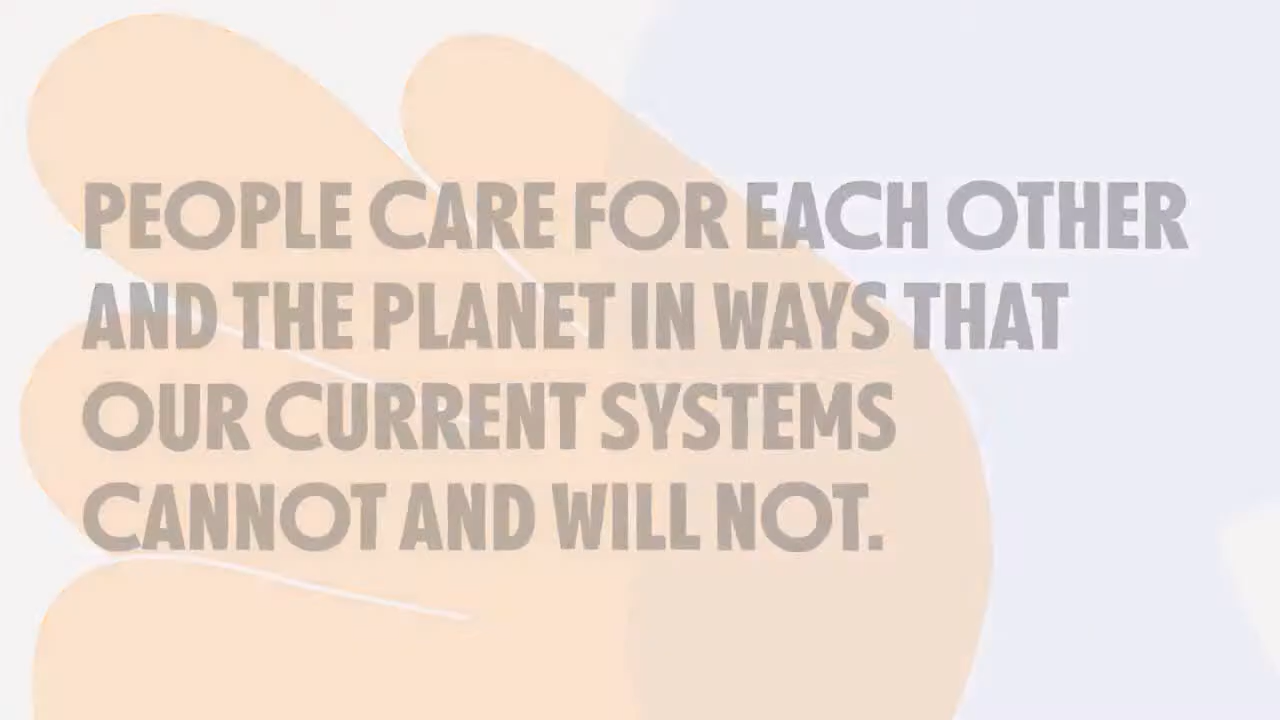 PEOPLE CARE FOR EACH OTHER
AND THE PLANET IN WAYS THAT
OUR CURRENT SYSTEMS
CANNOT AND WILL NOT.